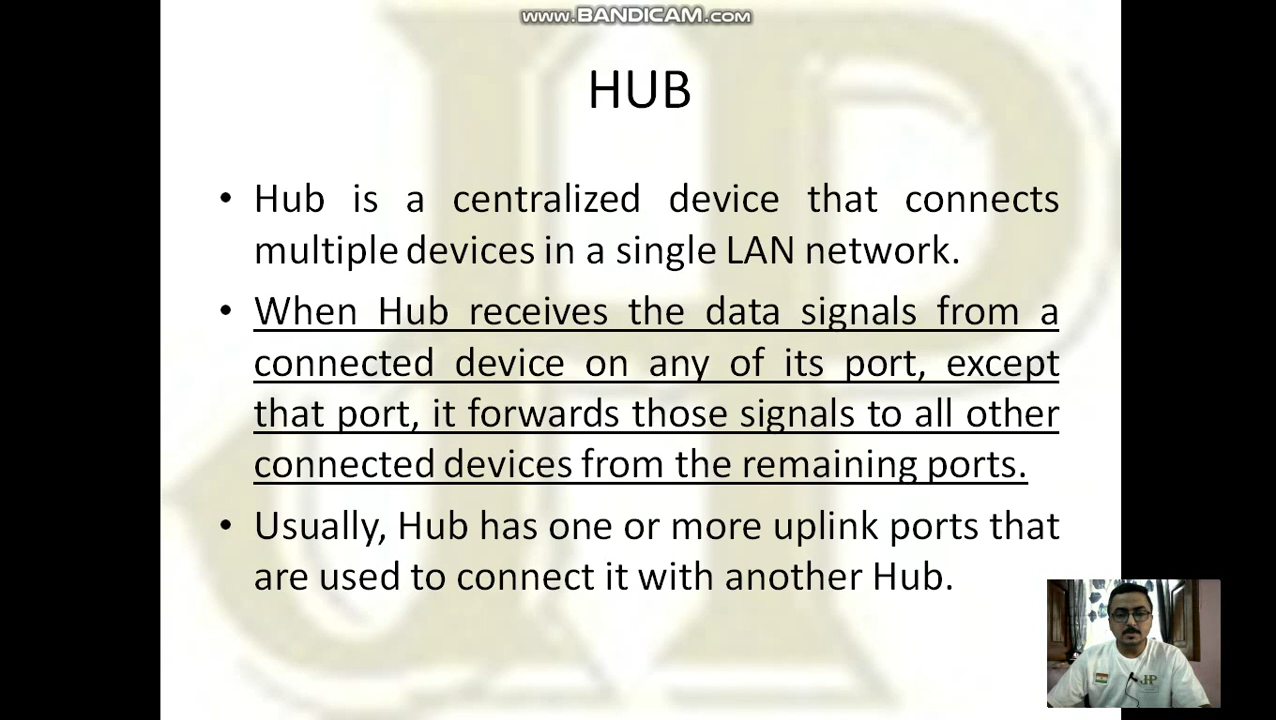 www.BANDICAM.com
HUB
• Hub is a centralized device that connects
multiple devices in a single LAN network.
• When Hub receives the data signals from a
connected device on any of its port, except
that port, it forwards those signals to all other
connected devices from the remaining ports.
• Usually, Hub has one or more uplink ports that
are used to connect it with another Hub.
JHP